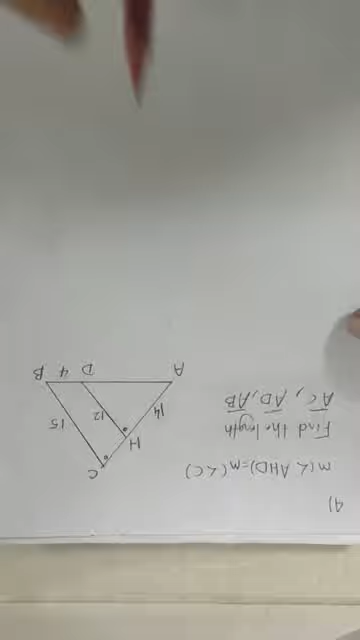 4)
m(< AHD)=m(<C)
Find the length
AC, AD, AB
C
H
14
A
15
12
B
4
D